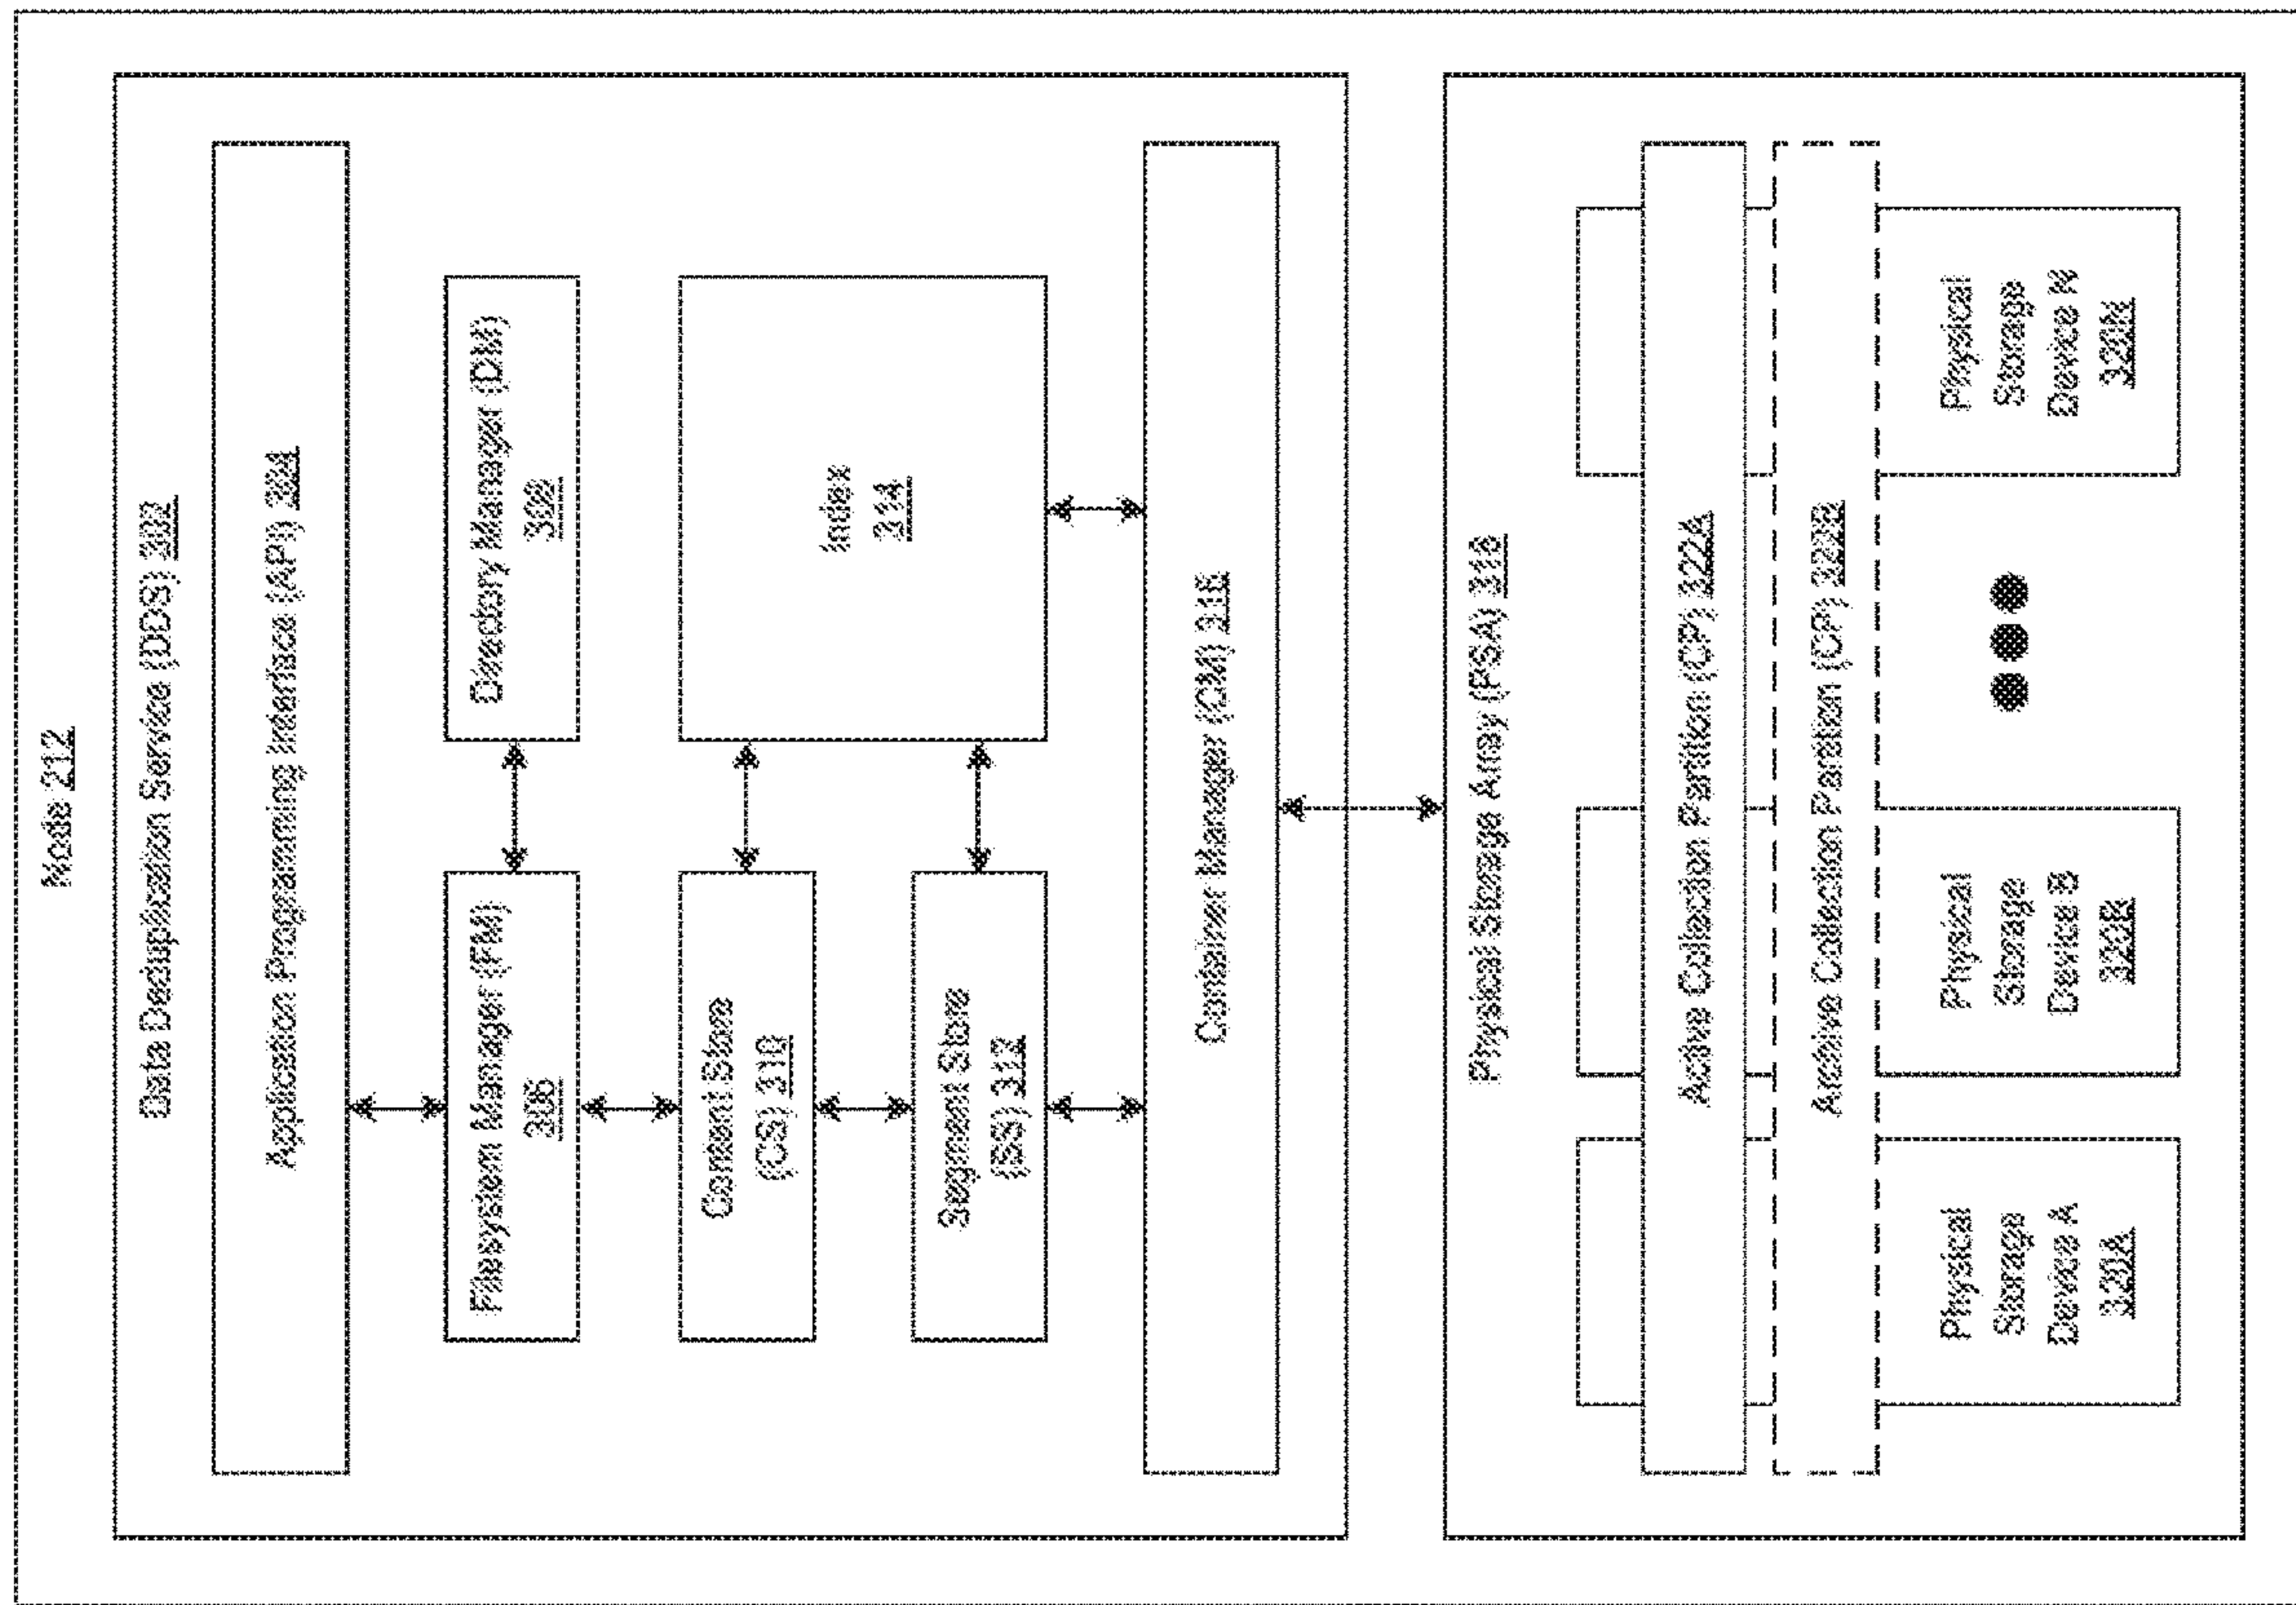 Node 212
Data Deduplication Service (DDS) 302
Application Programming Interface (API) 304
Filesystem Manager (FM)
306
Directory Manager (DM)
308
Content Store
(CS) 310
Index
314
Segment Store
(SS) 312
Container Manager (CM) 316
Physical Storage Array (PSA) 318
Active Collection Partition (CP) 322A
Archive Collection Partition (CP) 322B
Physical
Storage
Device A
320A
Physical
Storage
Device B
320B
Physical
Storage
Device N
320N